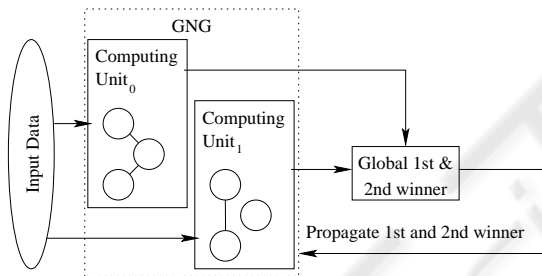 GNG
Computing
Unit0
Computing
Unit1
Input Data
Global 1st &
2nd winner
Propagate 1st and 2nd winner